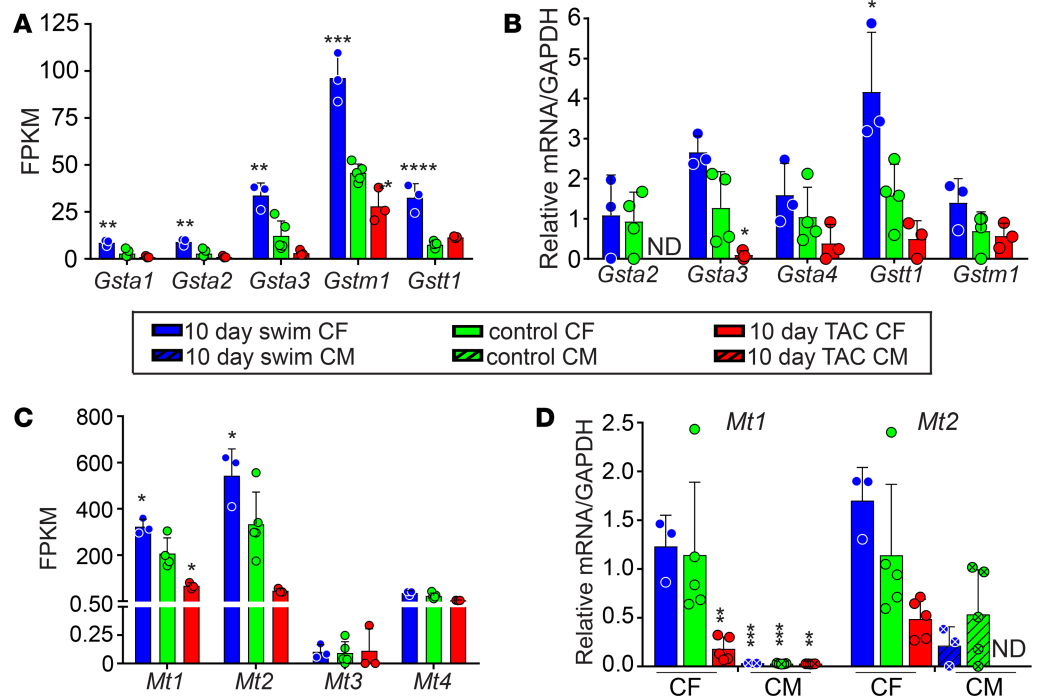 A
FPKM
125
100
75
50
25
0
** ** ** *** * ****
Gsta1 Gsta2 Gsta3 Gstm1 Gstt1
B
Relative mRNA/GAPDH
6
5
4
3
2
1
0
ND * *
Gsta2 Gsta3 Gsta4 Gstt1 Gstm1
10 day swim CF control CF 10 day TAC CF
10 day swim CM control CM 10 day TAC CM
C
FPKM
800
600
400
200
0.50
0.25
0
* * *
Mt1 Mt2 Mt3 Mt4
D
Mt1 Mt2
Relative mRNA/GAPDH
2.5
2.0
1.5
1.0
0.5
0.0
** *** *** ** ND
CF CM CF CM